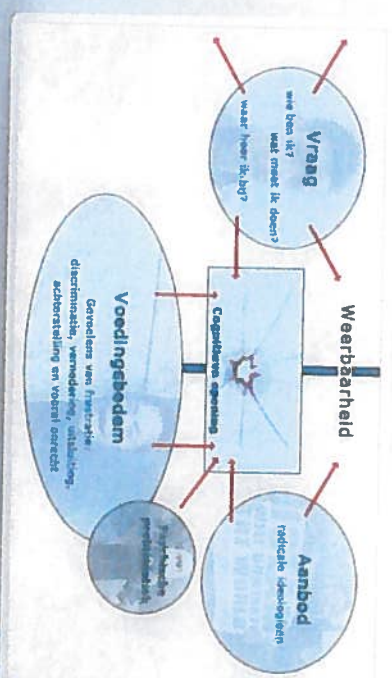 Weerbaarheid
Vraag
wie ben ik?
wat moet ik doen?
waar hoor ik bij?
Aanbod
radicale ideologieën
Cognitieve opening
Voedingsbodem
Gevoelens van frustratie:
discriminatie, vernedering, uitsluiting,
achterstelling en vooral onrecht